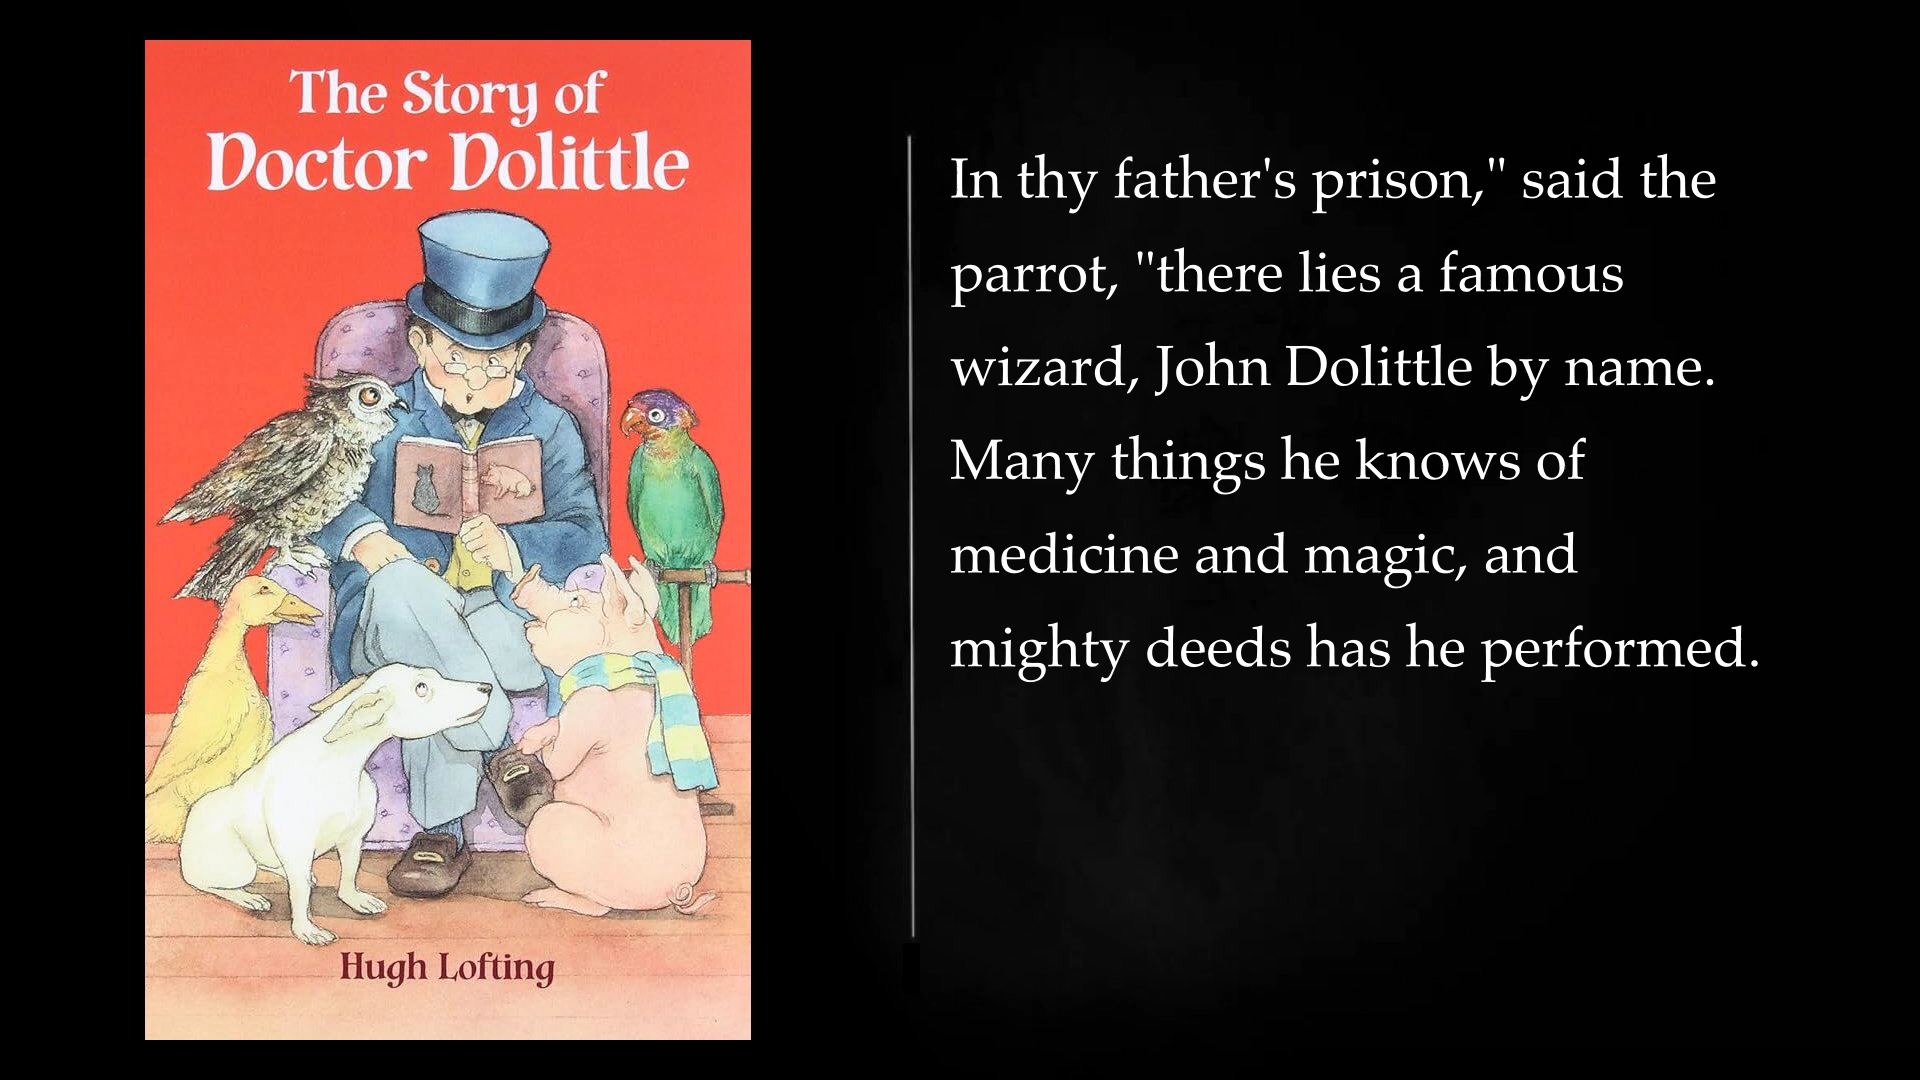 The Story of
Doctor Dolittle
Hugh Lofting
In thy father's prison," said the
parrot, "there lies a famous
wizard, John Dolittle by name.
Many things he knows of
medicine and magic, and
mighty deeds has he performed.